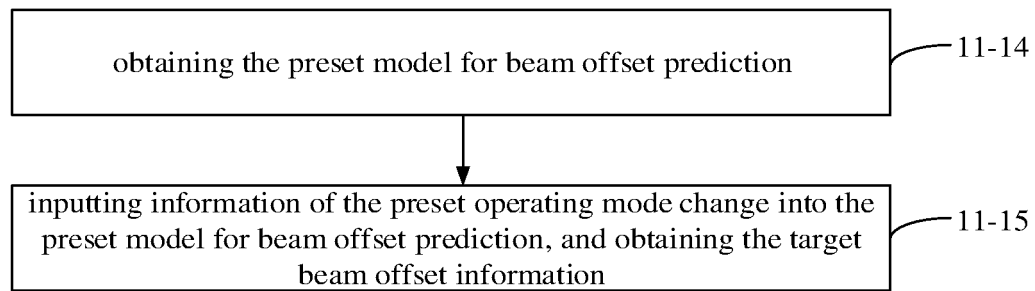 obtaining the preset model for beam offset prediction
11-14
inputting information of the preset operating mode change into the
preset model for beam offset prediction, and obtaining the target
beam offset information
11-15